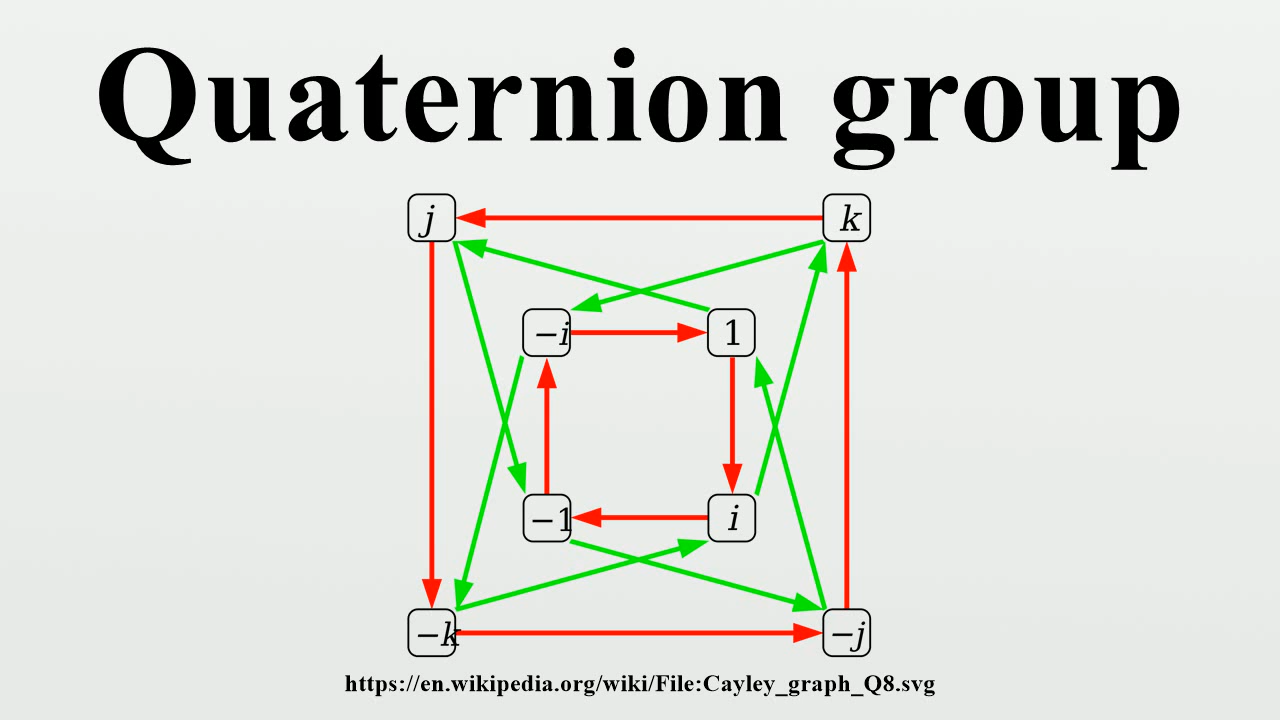 Quaternion group
j k
−i 1
−1 i
−k −j
https://en.wikipedia.org/wiki/File:Cayley_graph_Q8.svg